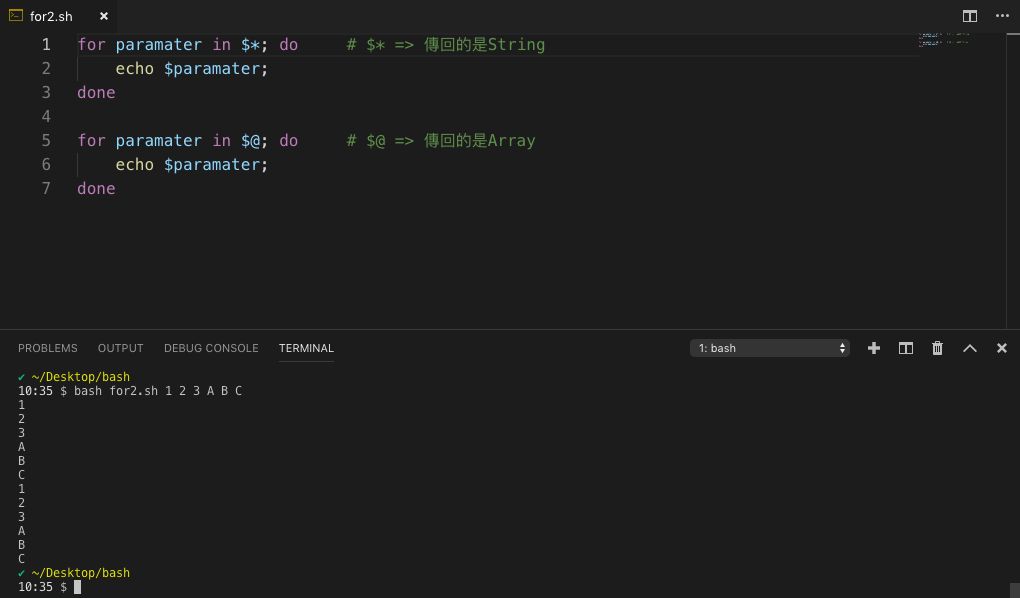 for2.sh
1 for paramater in $*; do     # $* => 傳回的是String
2     echo $paramater;
3 done
4
5 for paramater in $@; do     # $@ => 傳回的是Array
6     echo $paramater;
7 done
PROBLEMS OUTPUT DEBUG CONSOLE TERMINAL 1: bash
✔ ~/Desktop/bash
10:35 $ bash for2.sh 1 2 3 A B C
1
2
3
A
B
C
1
2
3
A
B
C
✔ ~/Desktop/bash
10:35 $